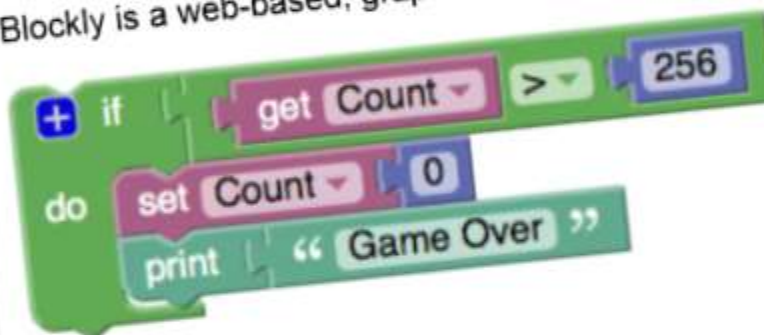 Blockly is a web-based,
+ if get Count > 256
do set Count 0
print “ Game Over ”